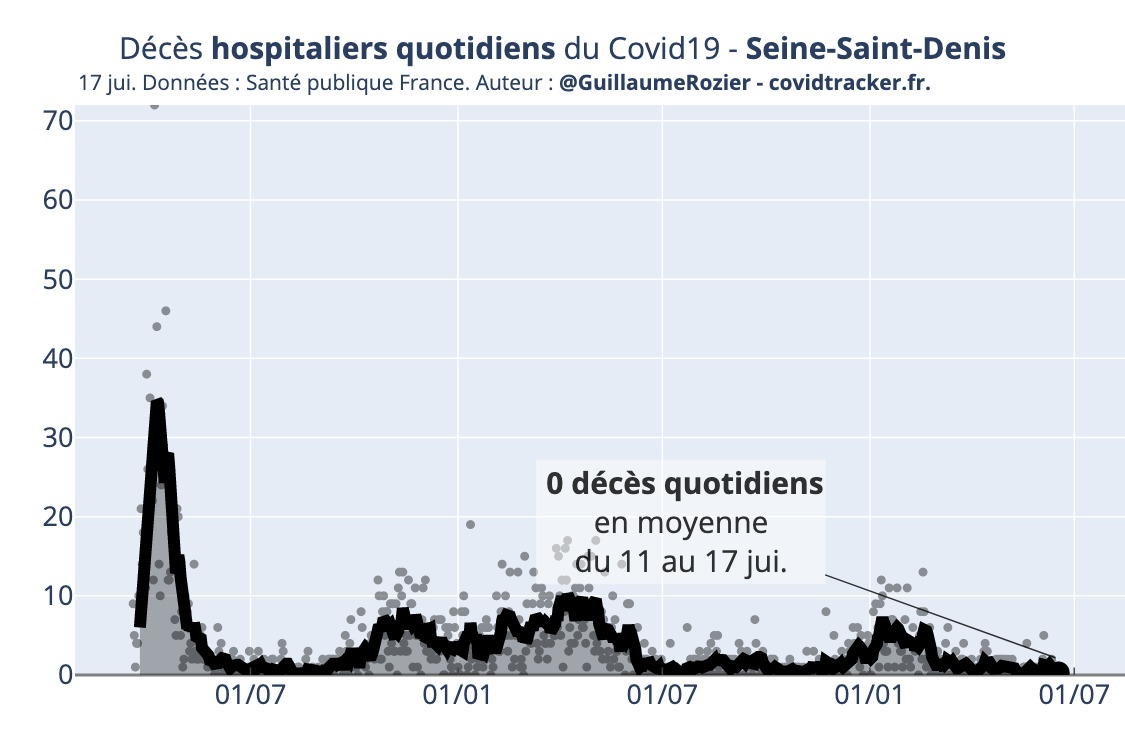 Décès hospitaliers quotidiens du Covid19 - Seine-Saint-Denis
17 jui. Données : Santé publique France. Auteur : @GuillaumeRozier - covidtracker.fr.
70
60
50
40
30
20
10
0
0 décès quotidiens
en moyenne
du 11 au 17 jui.
01/07 01/01 01/07 01/01 01/07